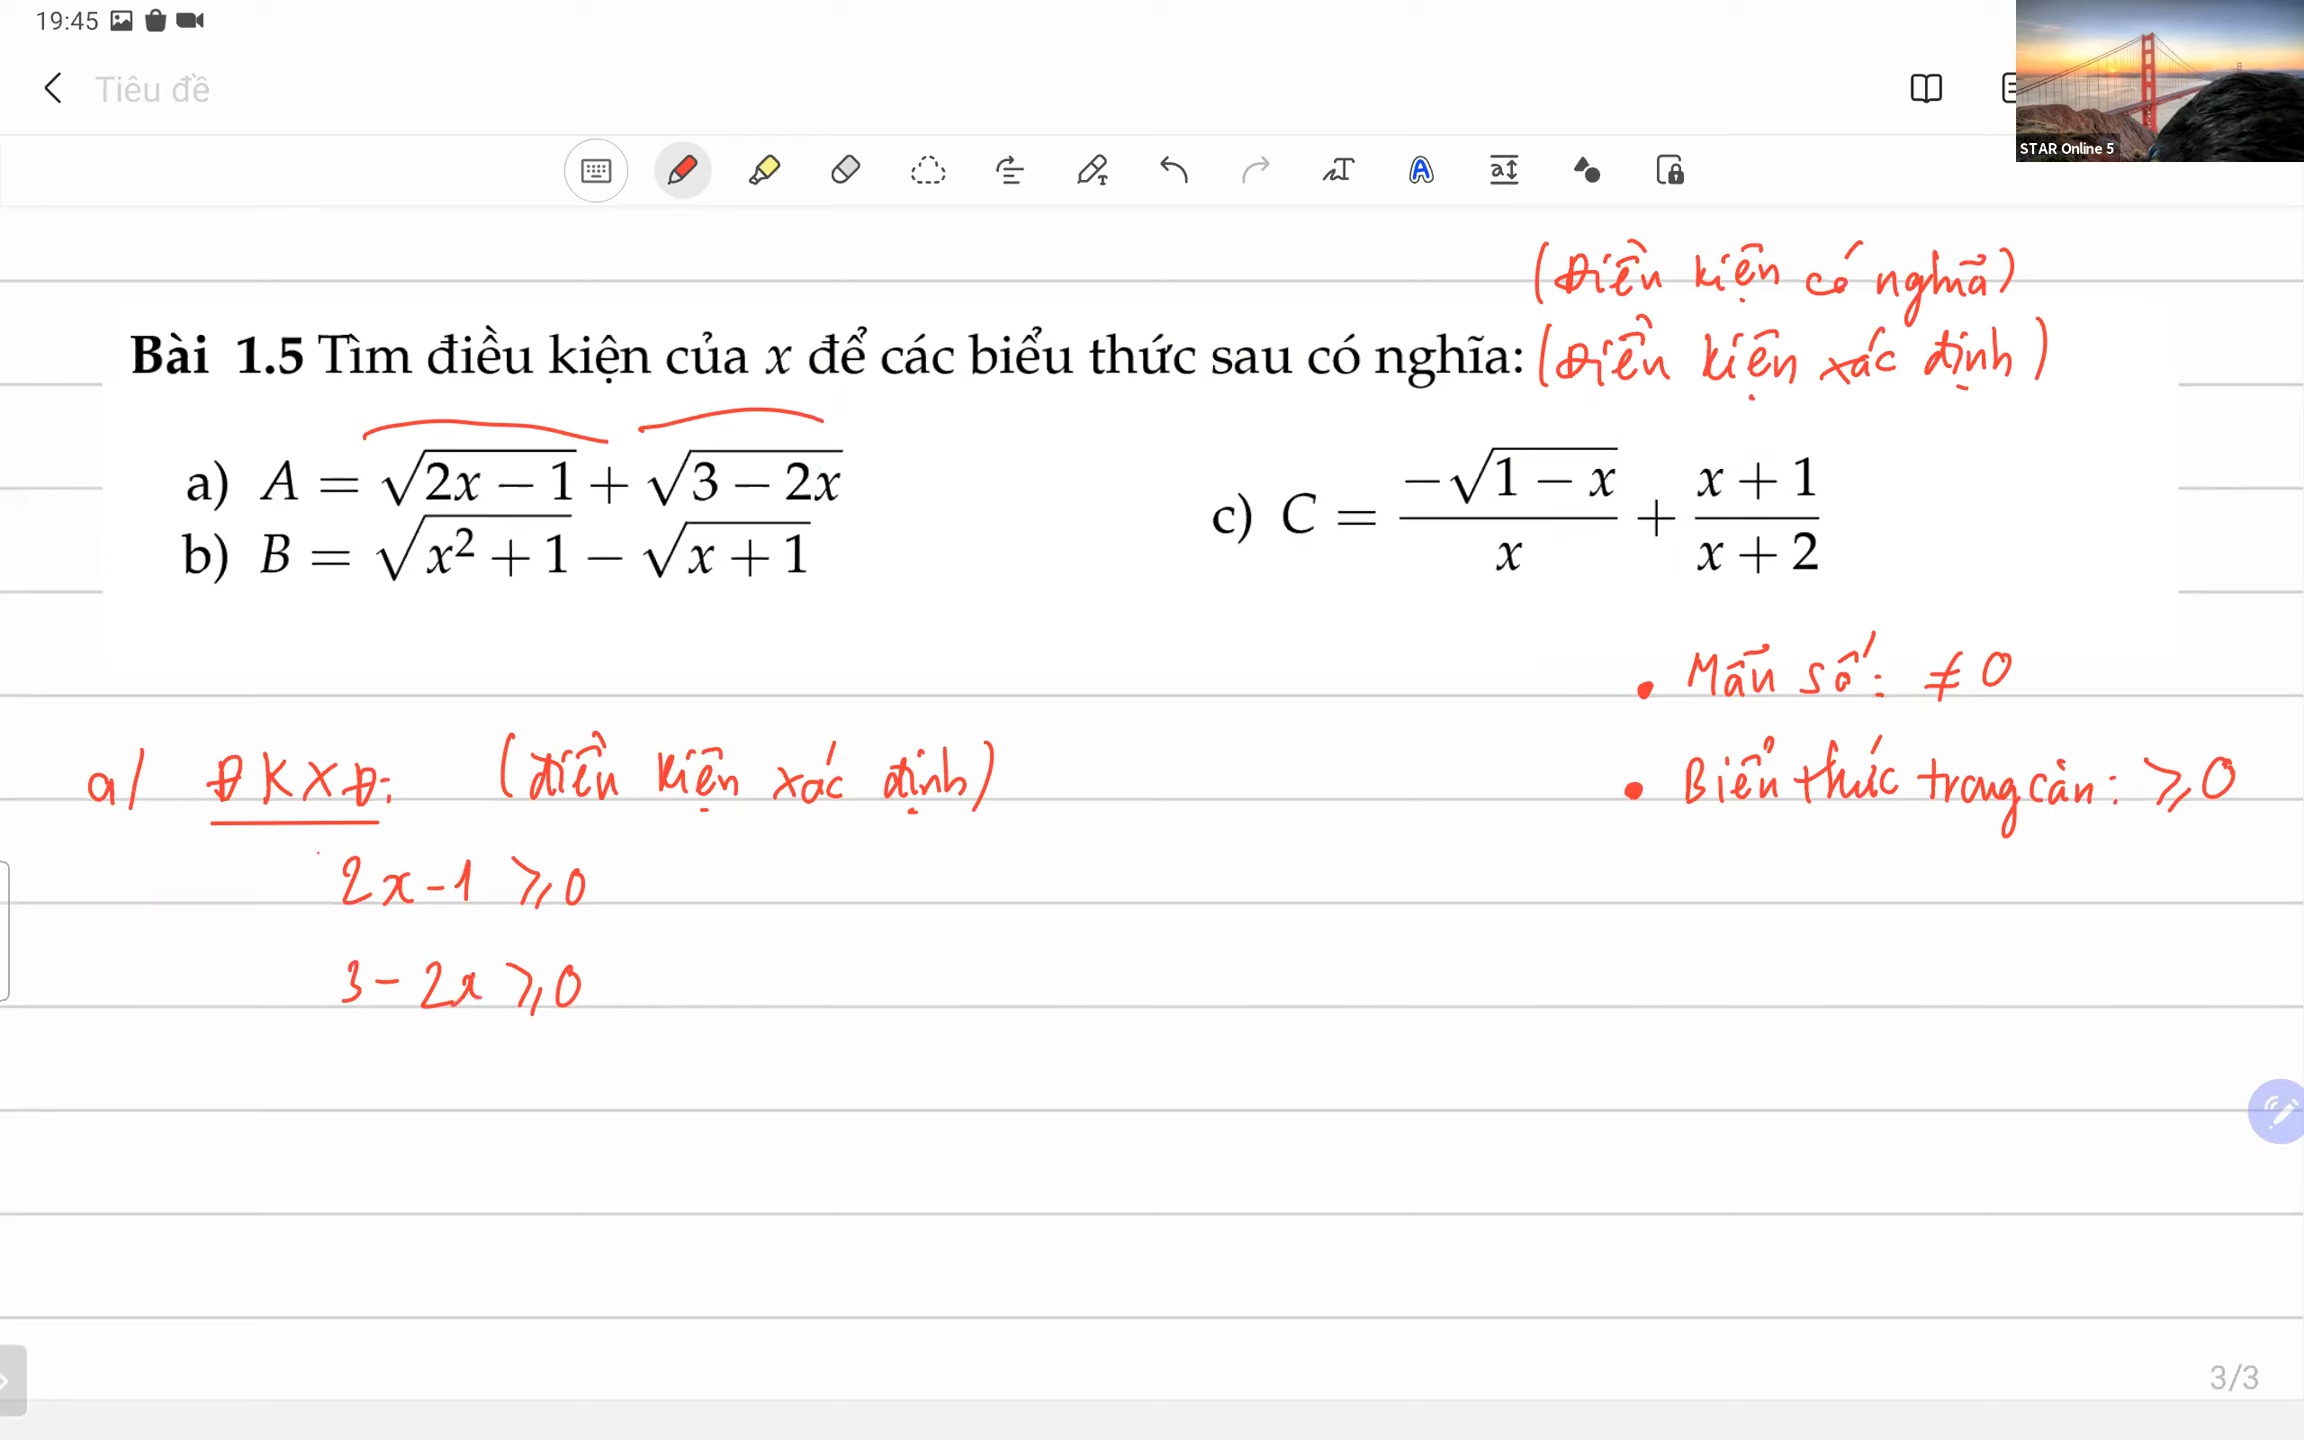 19:45
Tiêu đề
STAR Online 5
(Điều kiện có nghĩa)
Bài 1.5 Tìm điều kiện của x để các biểu thức sau có nghĩa: (Điều kiện xác định)
a) A = √(2x − 1) + √(3 − 2x)
b) B = √(x² + 1) − √(x + 1)
c) C = (−√(1 − x))/x + (x + 1)/(x + 2)
• Mẫu số: ≠ 0
• Biểu thức trong căn: ⩾ 0
a/ ĐKXĐ: (điều kiện xác định)
2x - 1 ⩾ 0
3 - 2x ⩾ 0
3/3